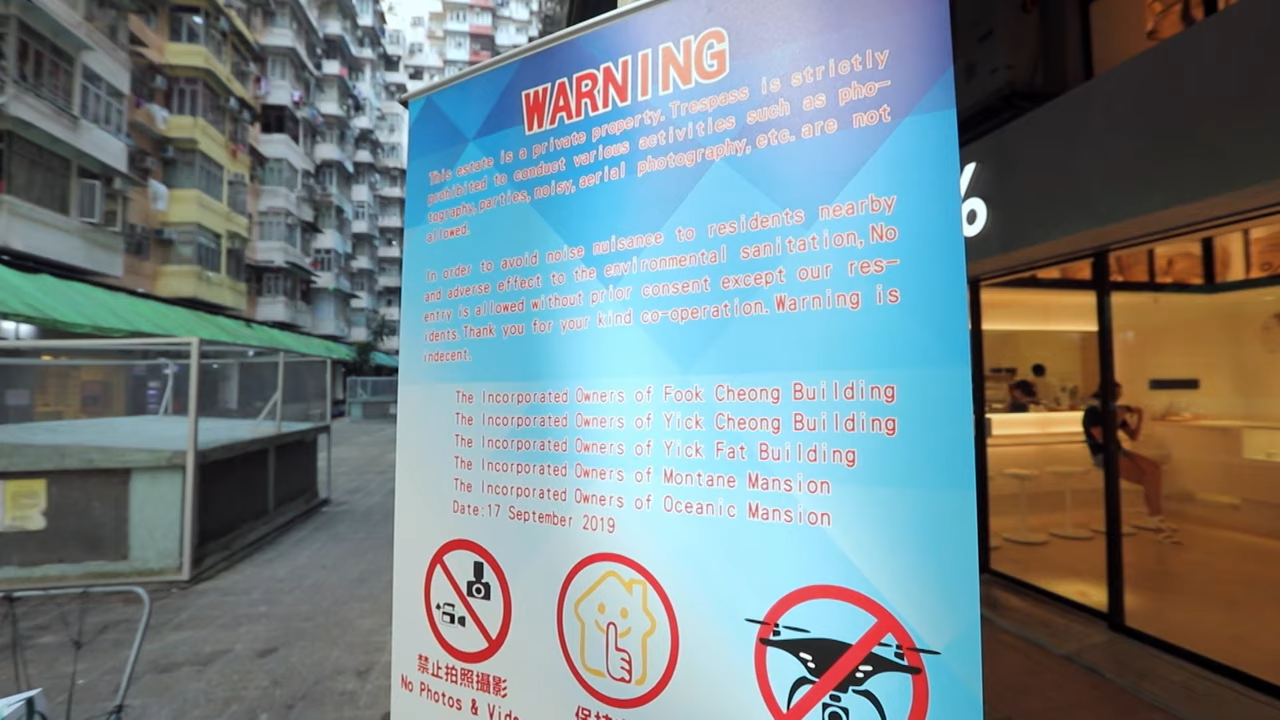 WARNING
This estate is a private property. Trespass is strictly
prohibited to conduct various activities such as pho-
tography, parties, noisy, aerial photography, etc. are not
allowed.
In order to avoid noise nuisance to residents nearby
and adverse effect to the environmental sanitation, No
entry is allowed without prior consent except our res-
idents. Thank you for your kind co-operation. Warning is
indecent.
The Incorporated Owners of Fook Cheong Building
The Incorporated Owners of Yick Cheong Building
The Incorporated Owners of Yick Fat Building
The Incorporated Owners of Montane Mansion
The Incorporated Owners of Oceanic Mansion
Date:17 September 2019
禁止拍照攝影
No Photos &
保持
%